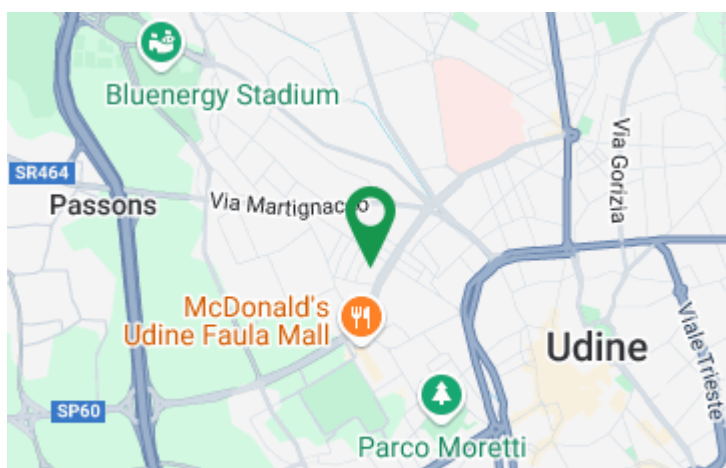 Bluenergy Stadium
Via Gorizia
SR464
Passons
Via Martignacco
McDonald's
Udine Faula Mall
Udine
Viale Trieste
SP60
Parco Moretti